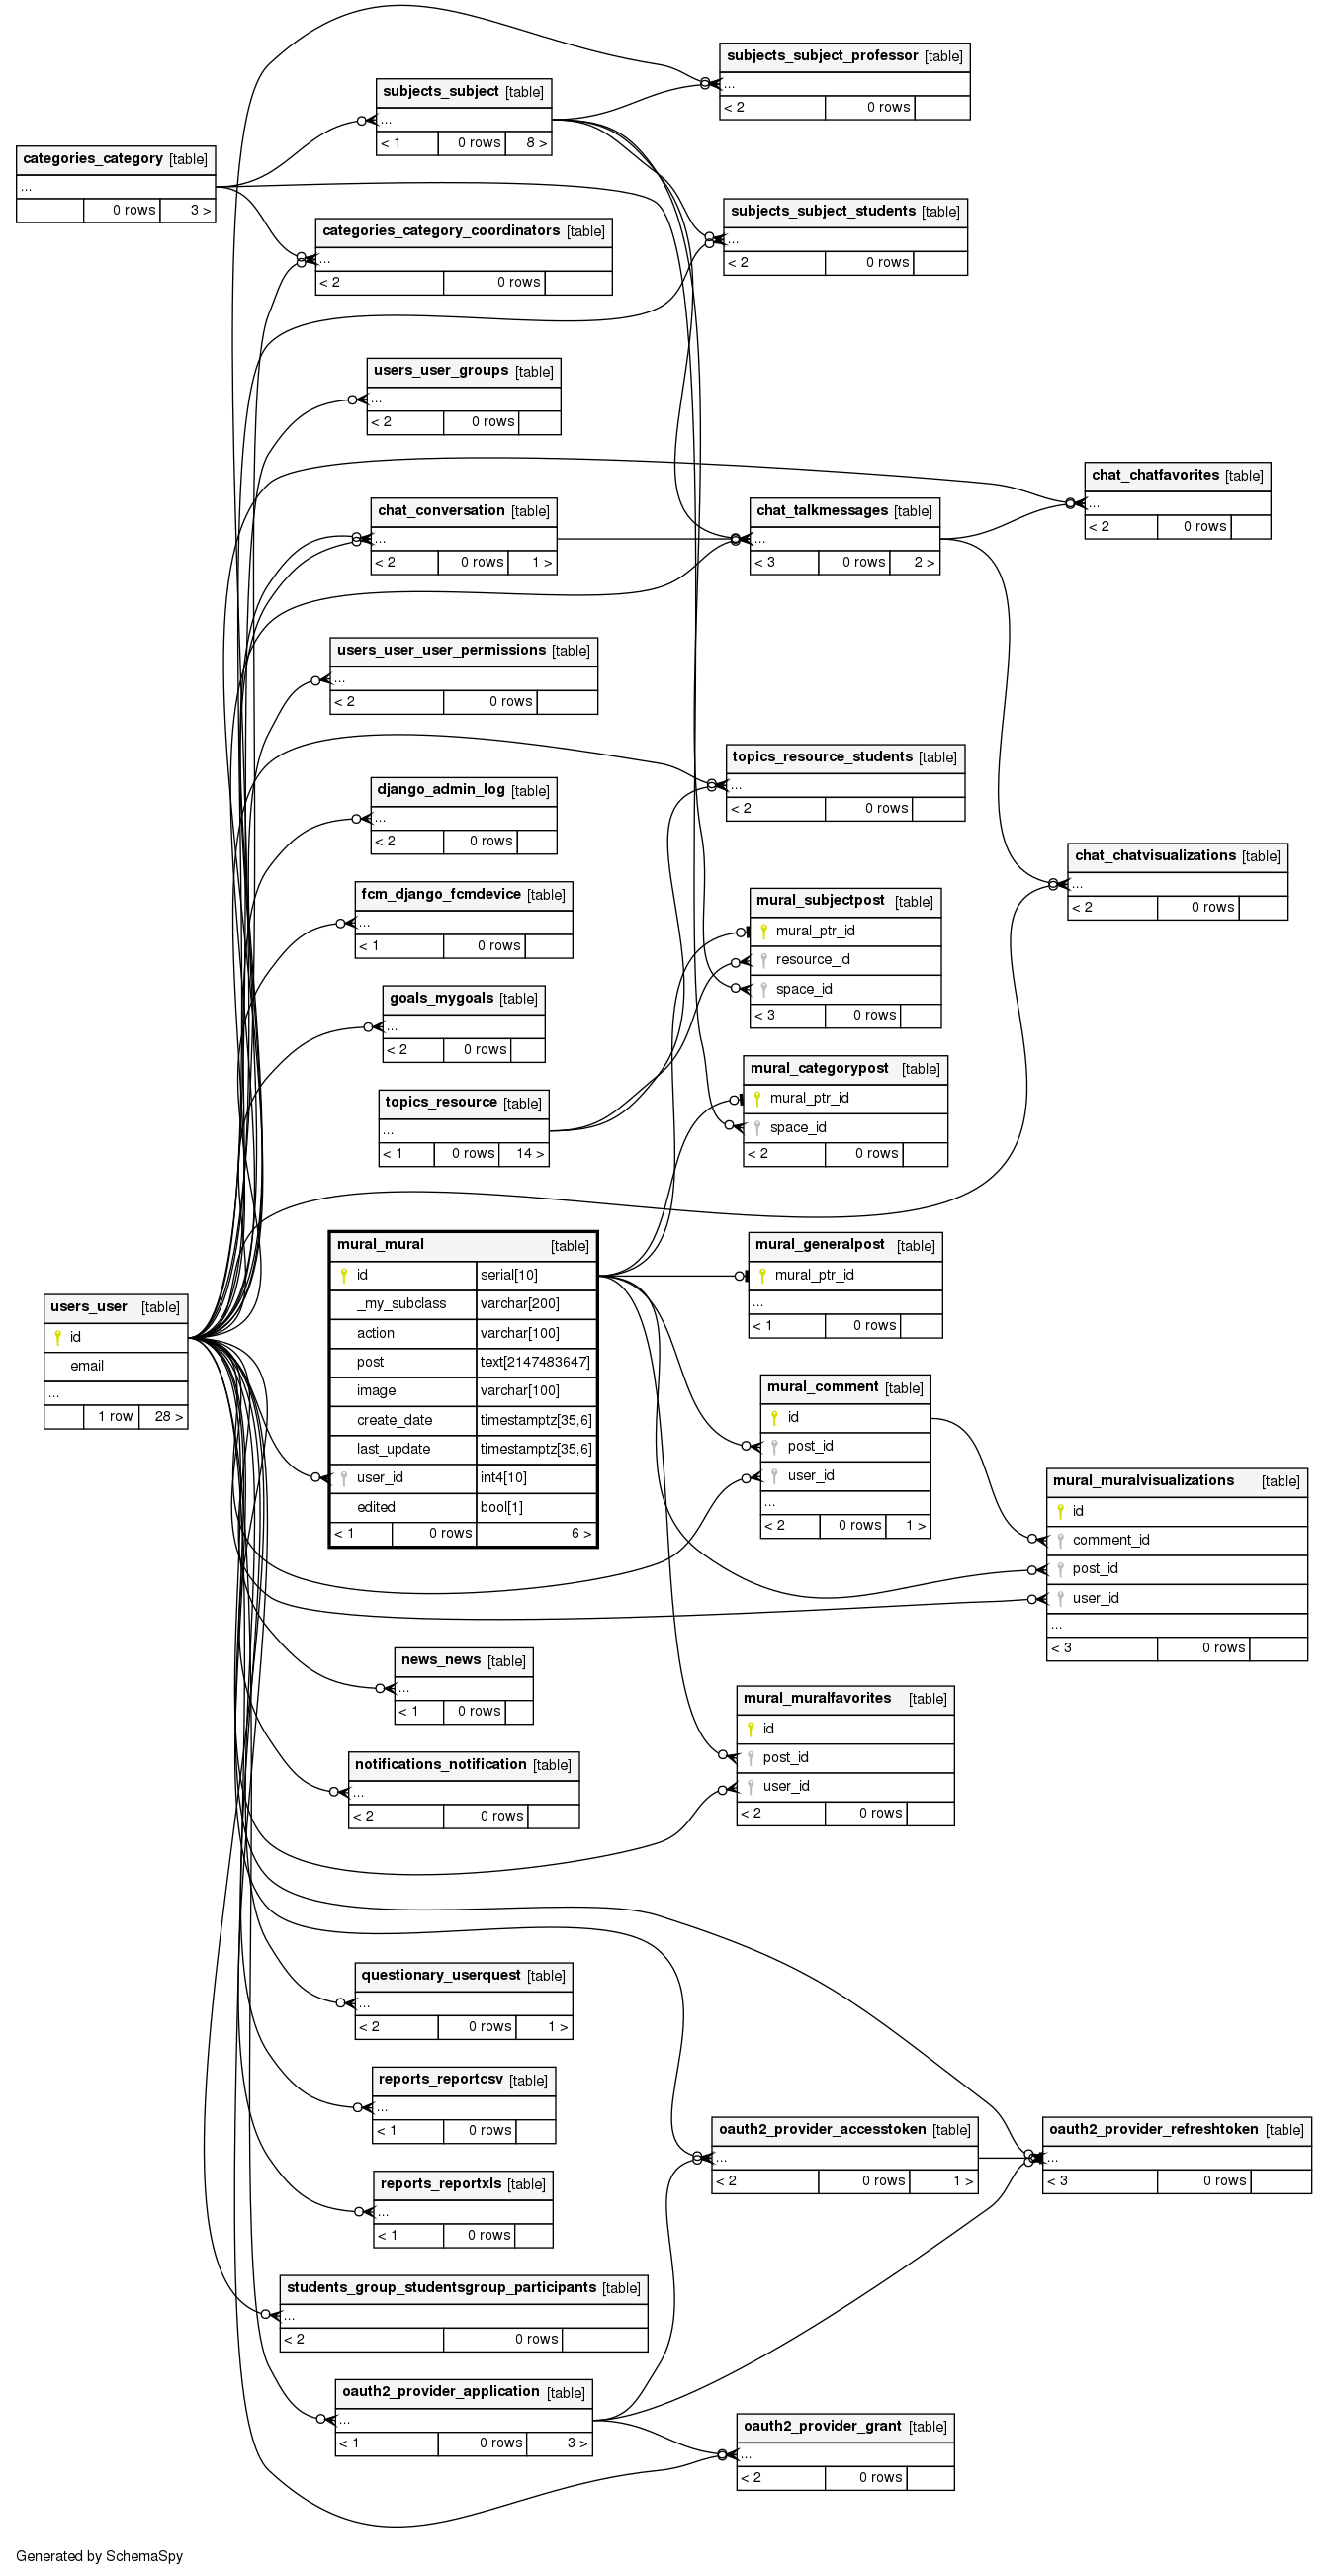 subjects_subject_professor [table]
...
< 2 0 rows
subjects_subject [table]
...
< 1 0 rows 8 >
categories_category [table]
...
0 rows 3 >
subjects_subject_students [table]
...
< 2 0 rows
categories_category_coordinators [table]
...
< 2 0 rows
users_user_groups [table]
...
< 2 0 rows
chat_chatfavorites [table]
...
< 2 0 rows
chat_conversation [table]
...
< 2 0 rows 1 >
chat_talkmessages [table]
...
< 3 0 rows 2 >
users_user_user_permissions [table]
...
< 2 0 rows
topics_resource_students [table]
...
< 2 0 rows
django_admin_log [table]
...
< 2 0 rows
chat_chatvisualizations [table]
...
< 2 0 rows
fcm_django_fcmdevice [table]
...
< 1 0 rows
mural_subjectpost [table]
mural_ptr_id
resource_id
space_id
< 3 0 rows
goals_mygoals [table]
...
< 2 0 rows
mural_categorypost [table]
mural_ptr_id
space_id
< 2 0 rows
topics_resource [table]
...
< 1 0 rows 14 >
mural_mural [table]
id serial[10]
_my_subclass varchar[200]
action varchar[100]
post text[2147483647]
image varchar[100]
create_date timestamptz[35,6]
last_update timestamptz[35,6]
user_id int4[10]
edited bool[1]
< 1 0 rows 6 >
mural_generalpost [table]
mural_ptr_id
...
< 1 0 rows
users_user [table]
id
email
...
1 row 28 >
mural_comment [table]
id
post_id
user_id
...
< 2 0 rows 1 >
mural_muralvisualizations [table]
id
comment_id
post_id
user_id
...
< 3 0 rows
news_news [table]
...
< 1 0 rows
mural_muralfavorites [table]
id
post_id
user_id
< 2 0 rows
notifications_notification [table]
...
< 2 0 rows
questionary_userquest [table]
...
< 2 0 rows 1 >
reports_reportcsv [table]
...
< 1 0 rows
oauth2_provider_accesstoken [table]
...
< 2 0 rows 1 >
oauth2_provider_refreshtoken [table]
...
< 3 0 rows
reports_reportxls [table]
...
< 1 0 rows
students_group_studentsgroup_participants [table]
...
< 2 0 rows
oauth2_provider_application [table]
...
< 1 0 rows 3 >
oauth2_provider_grant [table]
...
< 2 0 rows
Generated by SchemaSpy